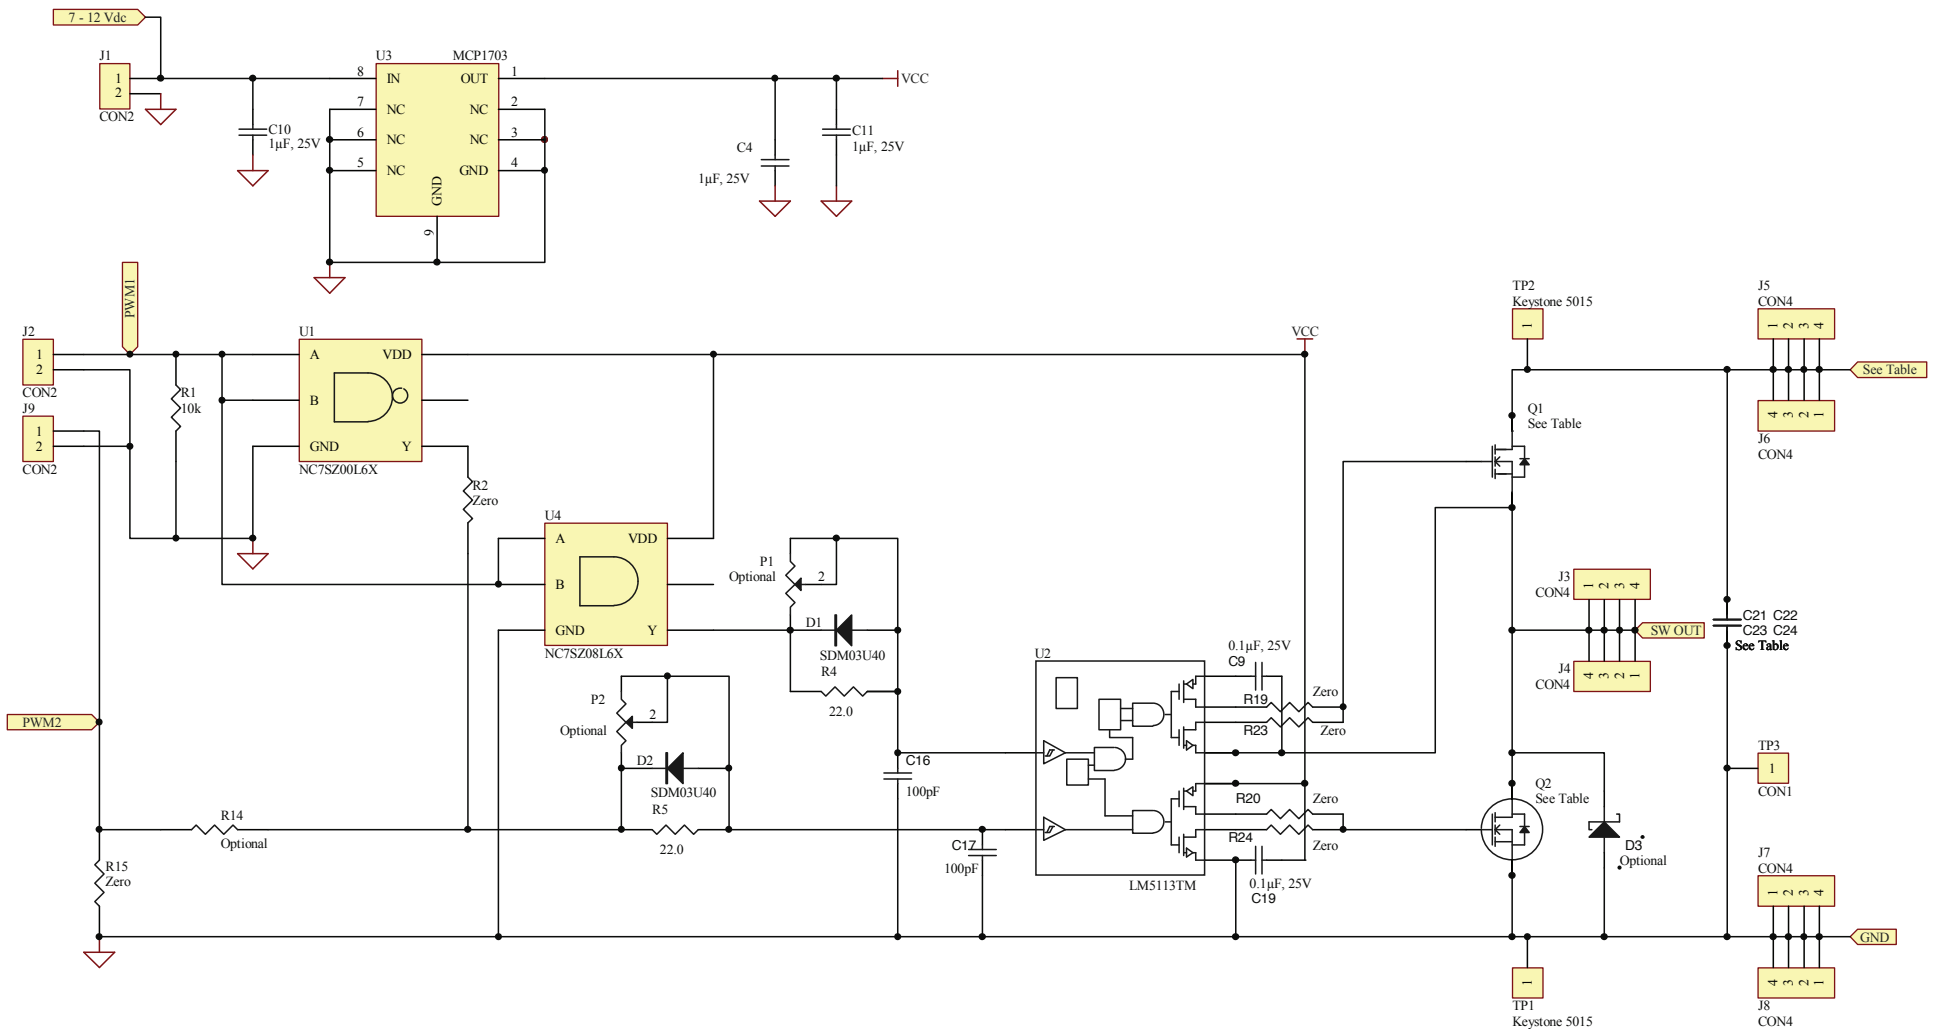 7 - 12 Vdc
J1
1
2
CON2
C10
1µF, 25V
U3
MCP1703
8
IN
OUT
1
7
NC
NC
2
6
NC
NC
3
5
NC
GND
4
GND
9
C4
1µF, 25V
C11
1µF, 25V
VCC
PWM1
J2
1
2
CON2
J9
1
2
CON2
R1
10k
U1
A
VDD
B
GND
Y
NC7SZ00L6X
R2
Zero
U4
A
VDD
B
GND
Y
NC7SZ08L6X
P1
Optional
2
D1
SDM03U40
R4
22.0
P2
Optional
2
D2
SDM03U40
R5
22.0
PWM2
R14
Optional
R15
Zero
C16
100pF
C17
100pF
U2
LM5113TM
VCC
0.1µF, 25V
C9
R19
Zero
R23
Zero
R20
Zero
R24
Zero
0.1µF, 25V
C19
TP2
Keystone 5015
1
J5
CON4
1 2 3 4
See Table
4 3 2 1
J6
CON4
Q1
See Table
J3
CON4
1 2 3 4
SW OUT
J4
CON4
4 3 2 1
C21 C22
C23 C24
See Table
TP3
1
CON1
Q2
See Table
D3
Optional
J7
CON4
1 2 3 4
GND
4 3 2 1
J8
CON4
1
TP1
Keystone 5015